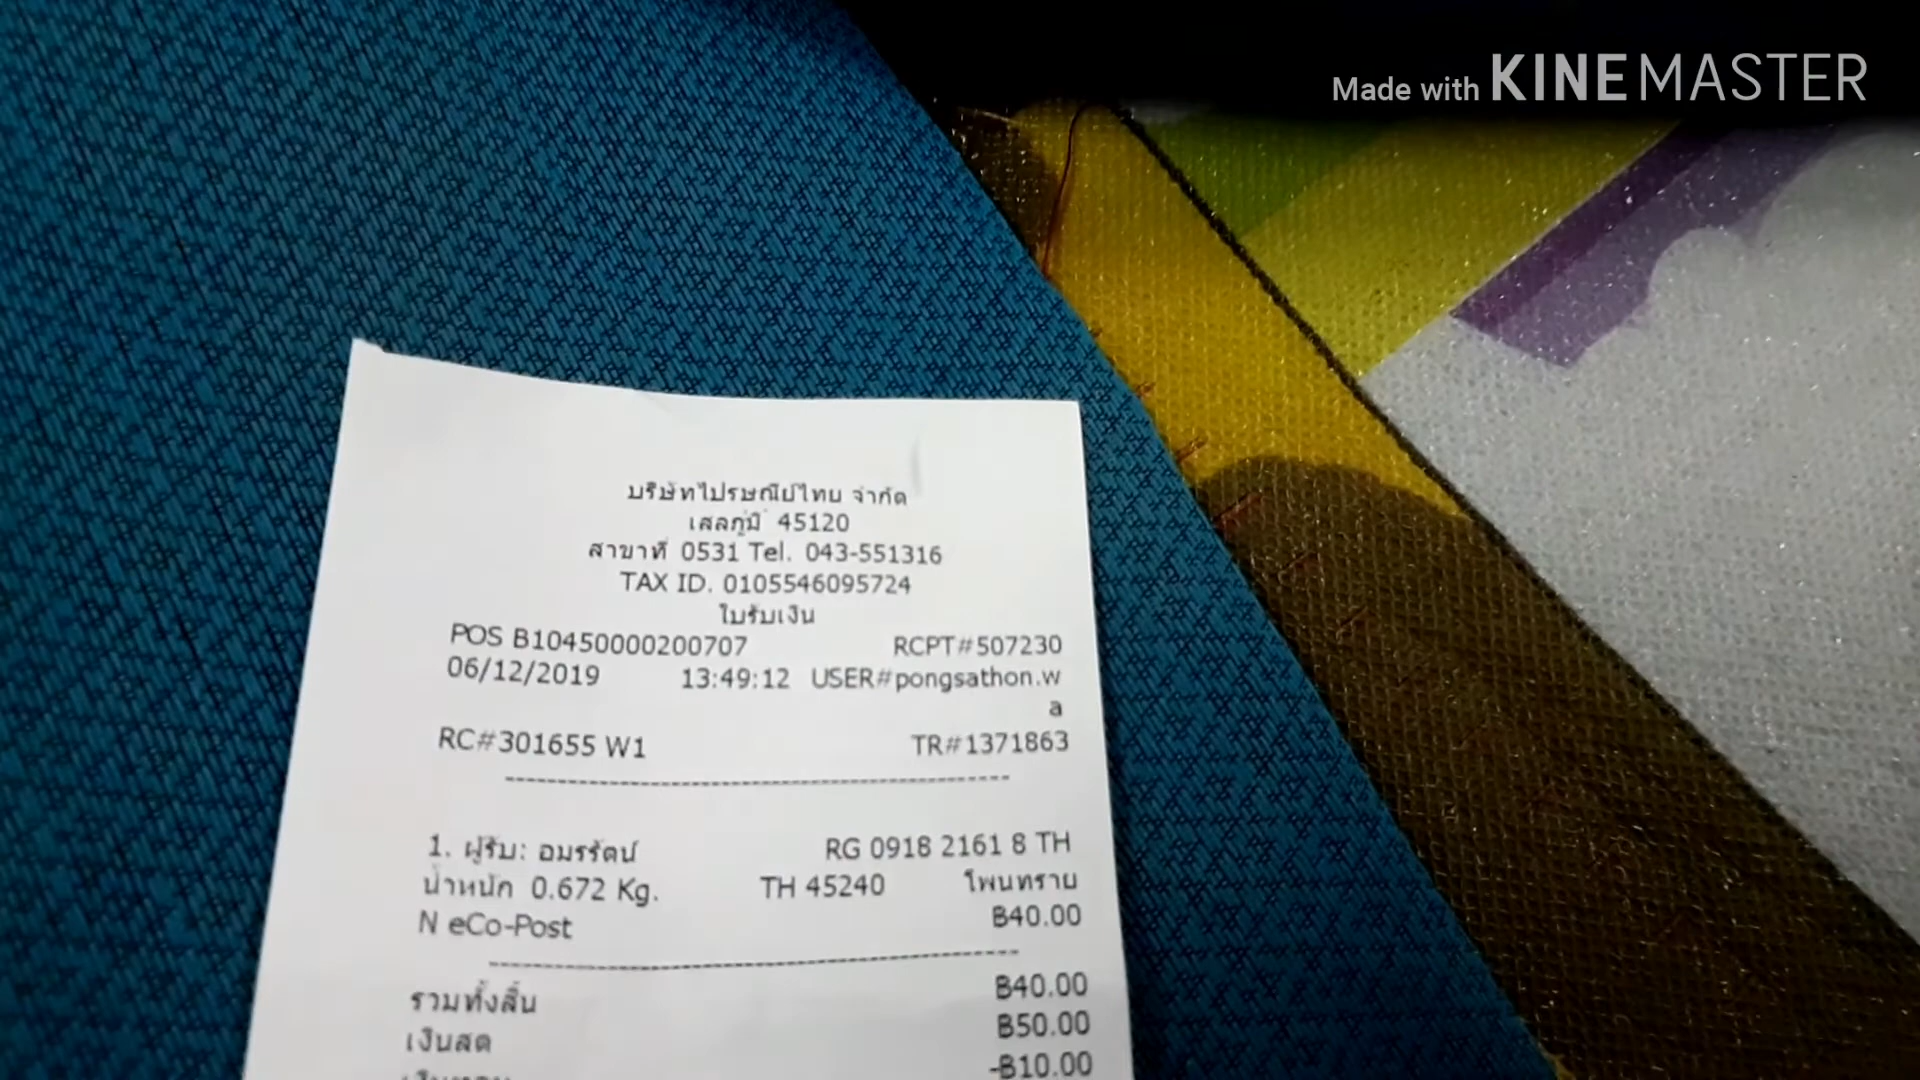 Made with KINEMASTER
บริษัทไปรษณีย์ไทย จำกัด
เสลภูมิ 45120
สาขาที่ 0531 Tel. 043-551316
TAX ID. 0105546095724
ใบรับเงิน
POS B10450000200707 RCPT#507230
06/12/2019 13:49:12 USER#pongsathon.w
a
RC#301655 W1 TR#1371863
1. ผู้รับ: อมรรัตน์ RG 0918 2161 8 TH
น้ำหนัก 0.672 Kg. TH 45240 โพนทราย
N eCo-Post ฿40.00
รวมทั้งสิ้น ฿40.00
เงินสด ฿50.00
-฿10.00